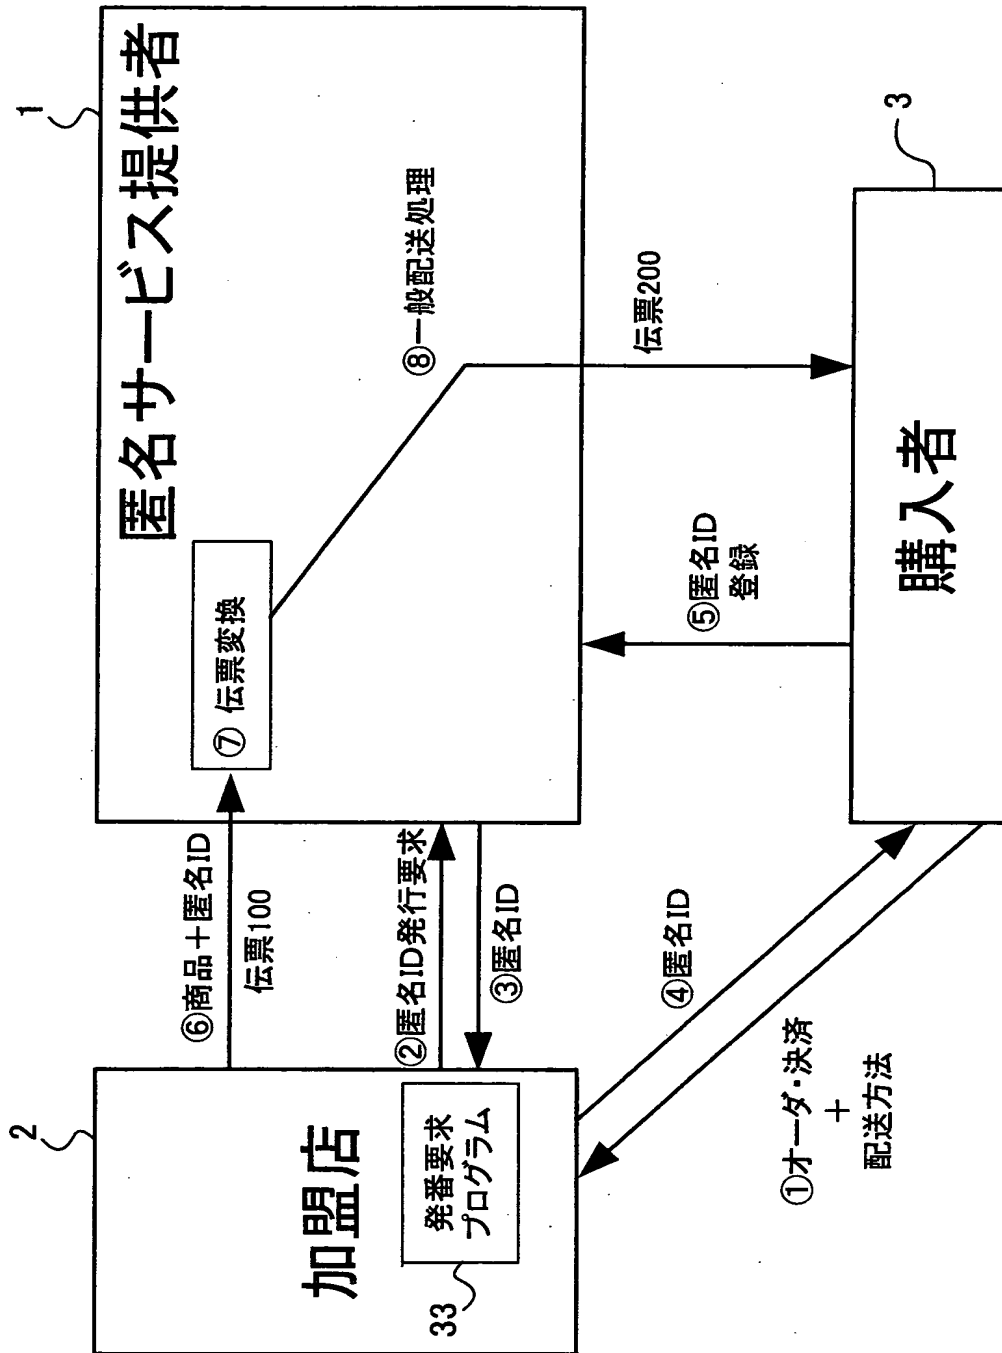 1
匿名サービス提供者
⑦ 伝票変換
⑧一般配送処理
2
加盟店
発番要求
プログラム
33
⑥商品＋匿名ID
伝票100
②匿名ID発行要求
③匿名ID
④匿名ID
①オーダ・決済
＋
配送方法
⑤匿名ID
登録
伝票200
3
購入者